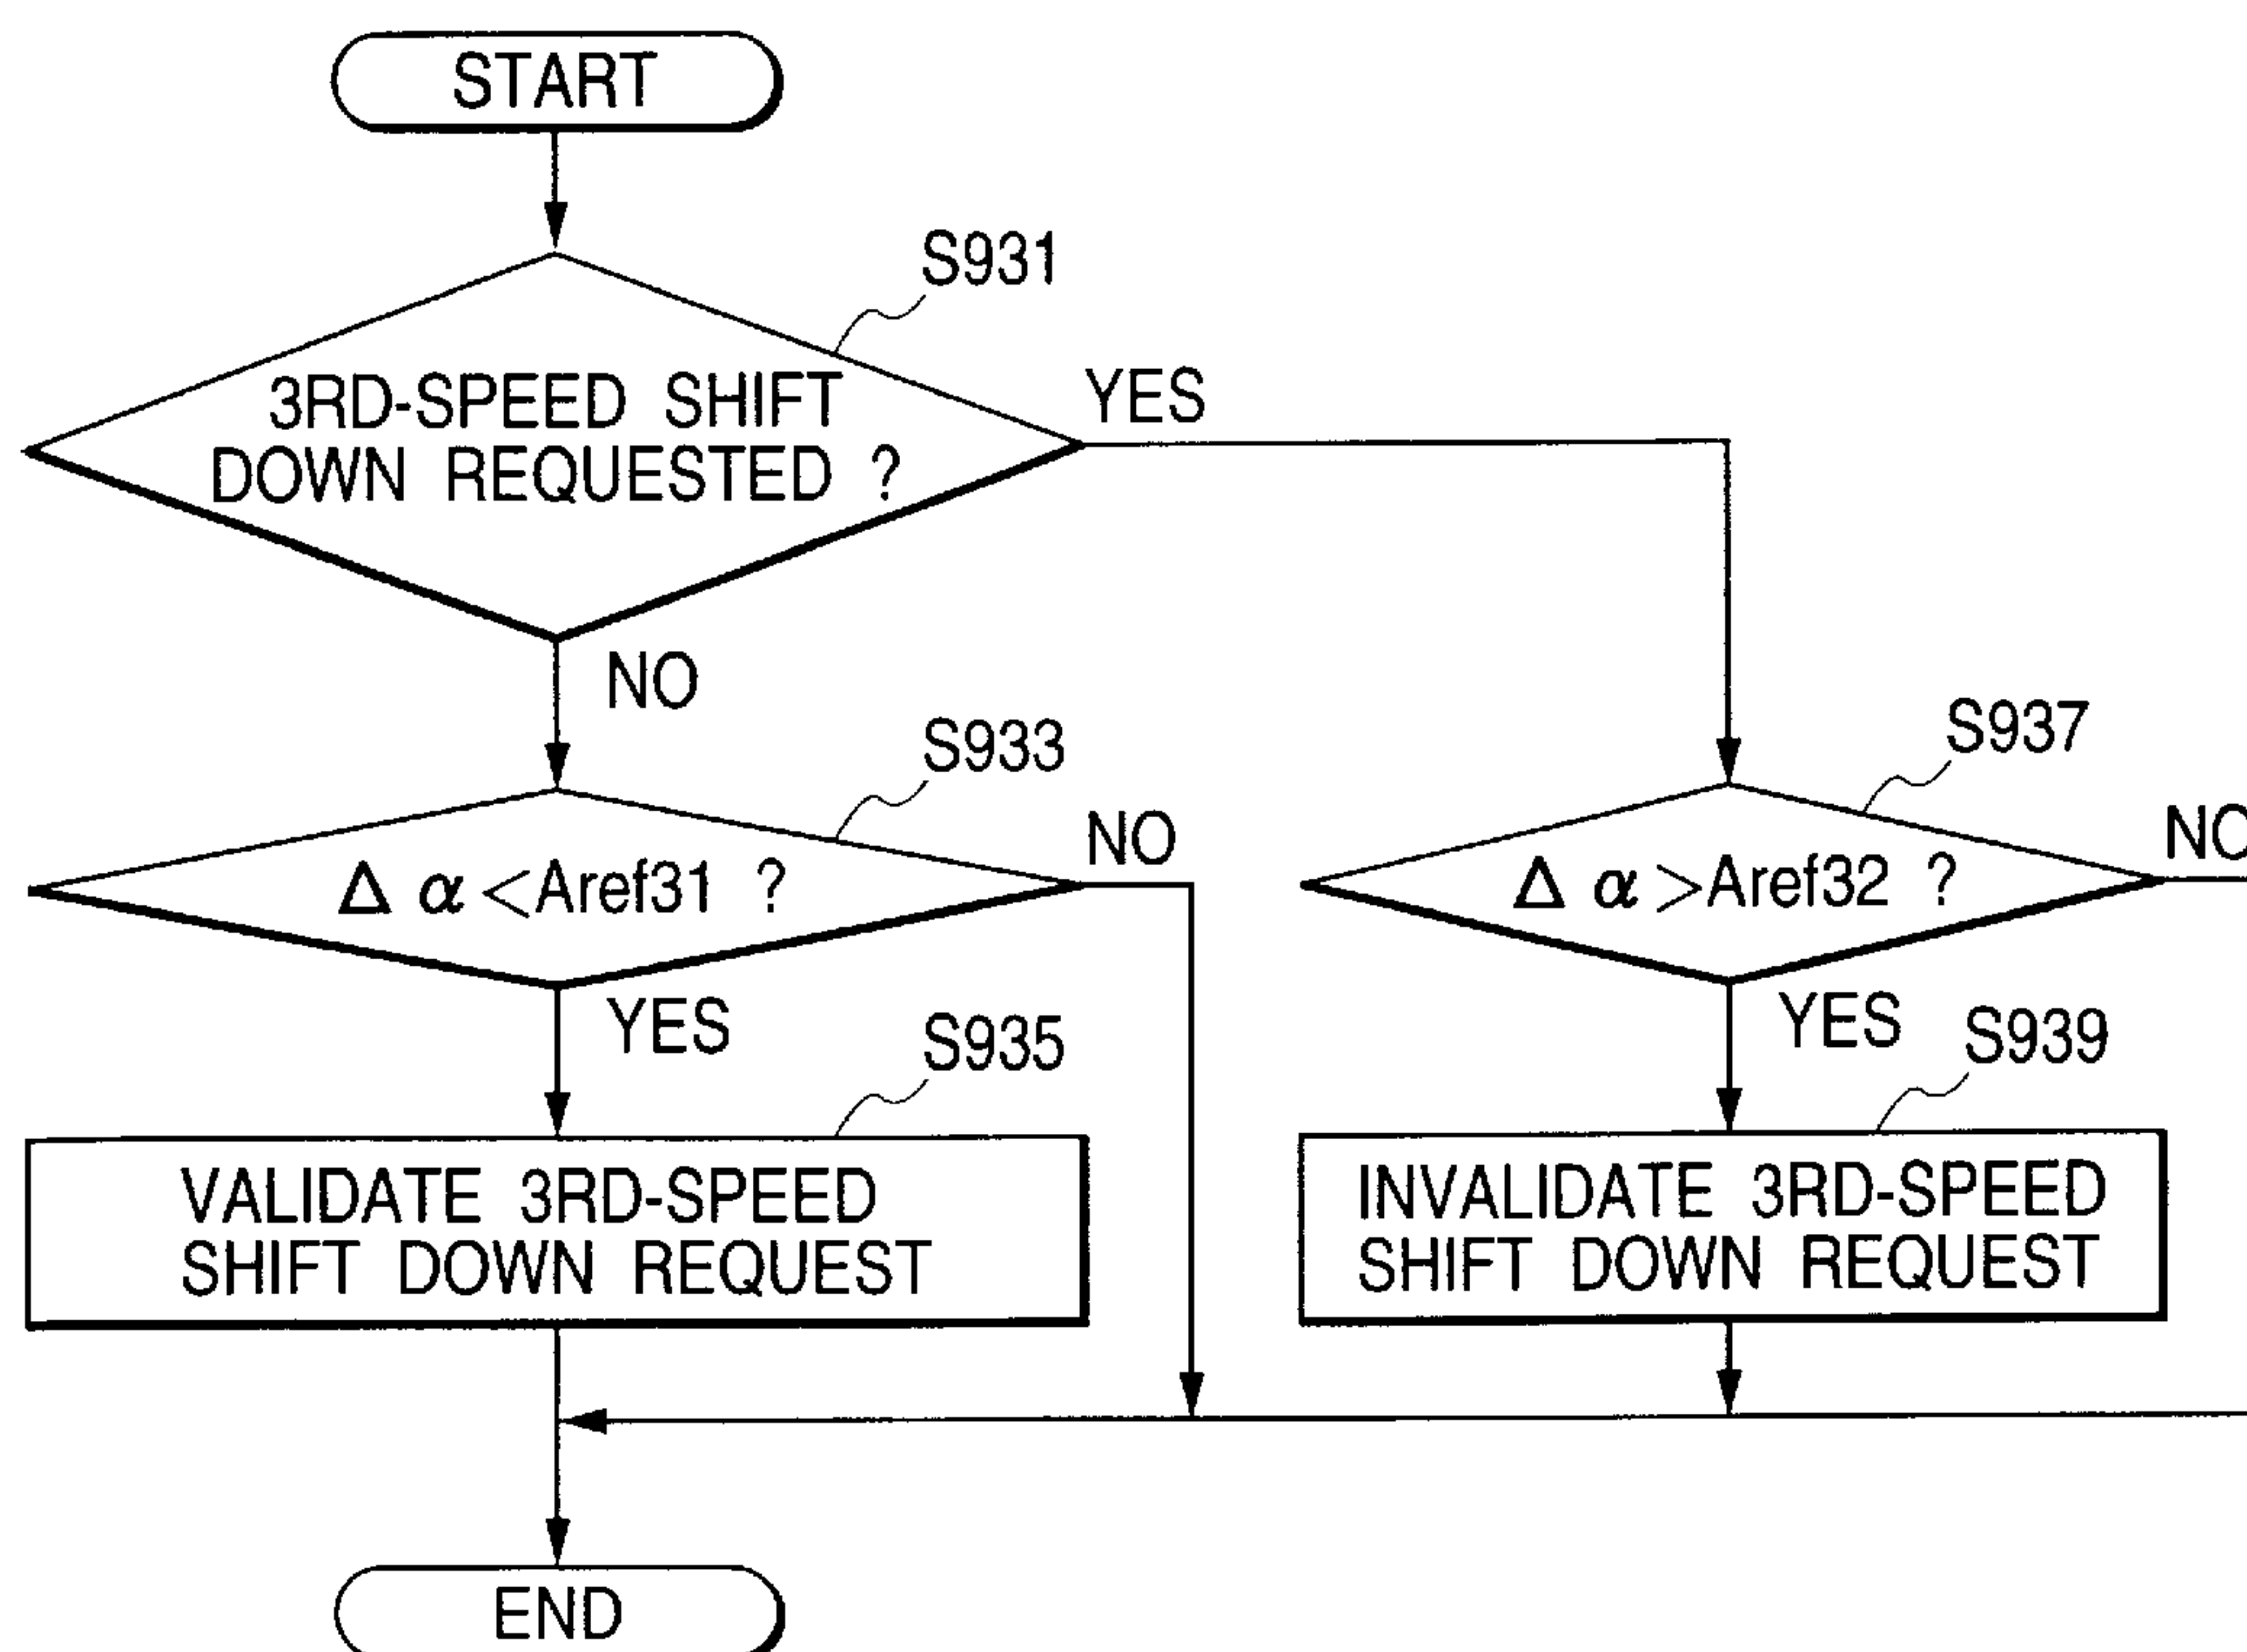 START
S931
3RD-SPEED SHIFT
DOWN REQUESTED ?
YES
NO
S933
Δ α <Aref31 ?
NO
YES
S937
Δ α >Aref32 ?
NO
YES
S935
VALIDATE 3RD-SPEED
SHIFT DOWN REQUEST
S939
INVALIDATE 3RD-SPEED
SHIFT DOWN REQUEST
END